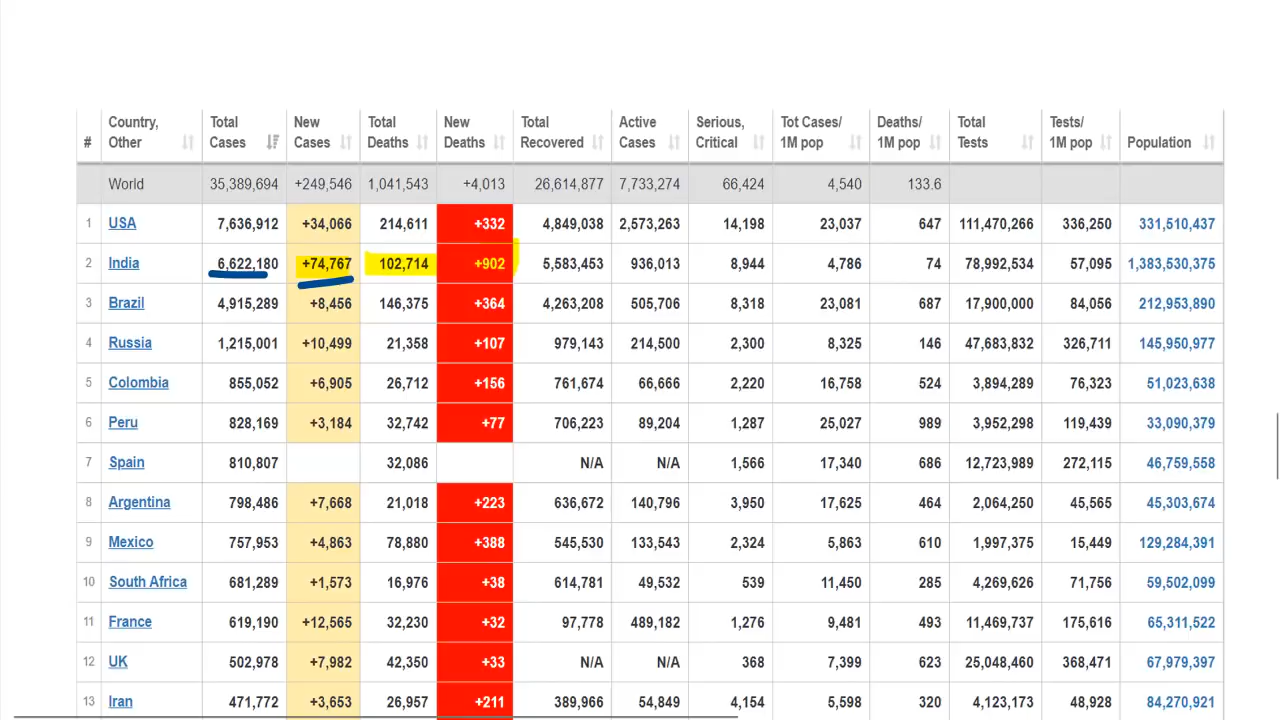 # Country, Other Total Cases New Cases Total Deaths New Deaths Total Recovered Active Cases Serious, Critical Tot Cases/ 1M pop Deaths/ 1M pop Total Tests Tests/ 1M pop Population
World 35,389,694 +249,546 1,041,543 +4,013 26,614,877 7,733,274 66,424 4,540 133.6
1 USA 7,636,912 +34,066 214,611 +332 4,849,038 2,573,263 14,198 23,037 647 111,470,266 336,250 331,510,437
2 India 6,622,180 +74,767 102,714 +902 5,583,453 936,013 8,944 4,786 74 78,992,534 57,095 1,383,530,375
3 Brazil 4,915,289 +8,456 146,375 +364 4,263,208 505,706 8,318 23,081 687 17,900,000 84,056 212,953,890
4 Russia 1,215,001 +10,499 21,358 +107 979,143 214,500 2,300 8,325 146 47,683,832 326,711 145,950,977
5 Colombia 855,052 +6,905 26,712 +156 761,674 66,666 2,220 16,758 524 3,894,289 76,323 51,023,638
6 Peru 828,169 +3,184 32,742 +77 706,223 89,204 1,287 25,027 989 3,952,298 119,439 33,090,379
7 Spain 810,807 32,086 N/A N/A 1,566 17,340 686 12,723,989 272,115 46,759,558
8 Argentina 798,486 +7,668 21,018 +223 636,672 140,796 3,950 17,625 464 2,064,250 45,565 45,303,674
9 Mexico 757,953 +4,863 78,880 +388 545,530 133,543 2,324 5,863 610 1,997,375 15,449 129,284,391
10 South Africa 681,289 +1,573 16,976 +38 614,781 49,532 539 11,450 285 4,269,626 71,756 59,502,099
11 France 619,190 +12,565 32,230 +32 97,778 489,182 1,276 9,481 493 11,469,737 175,616 65,311,522
12 UK 502,978 +7,982 42,350 +33 N/A N/A 368 7,399 623 25,048,460 368,471 67,979,397
13 Iran 471,772 +3,653 26,957 +211 389,966 54,849 4,154 5,598 320 4,123,173 48,928 84,270,921